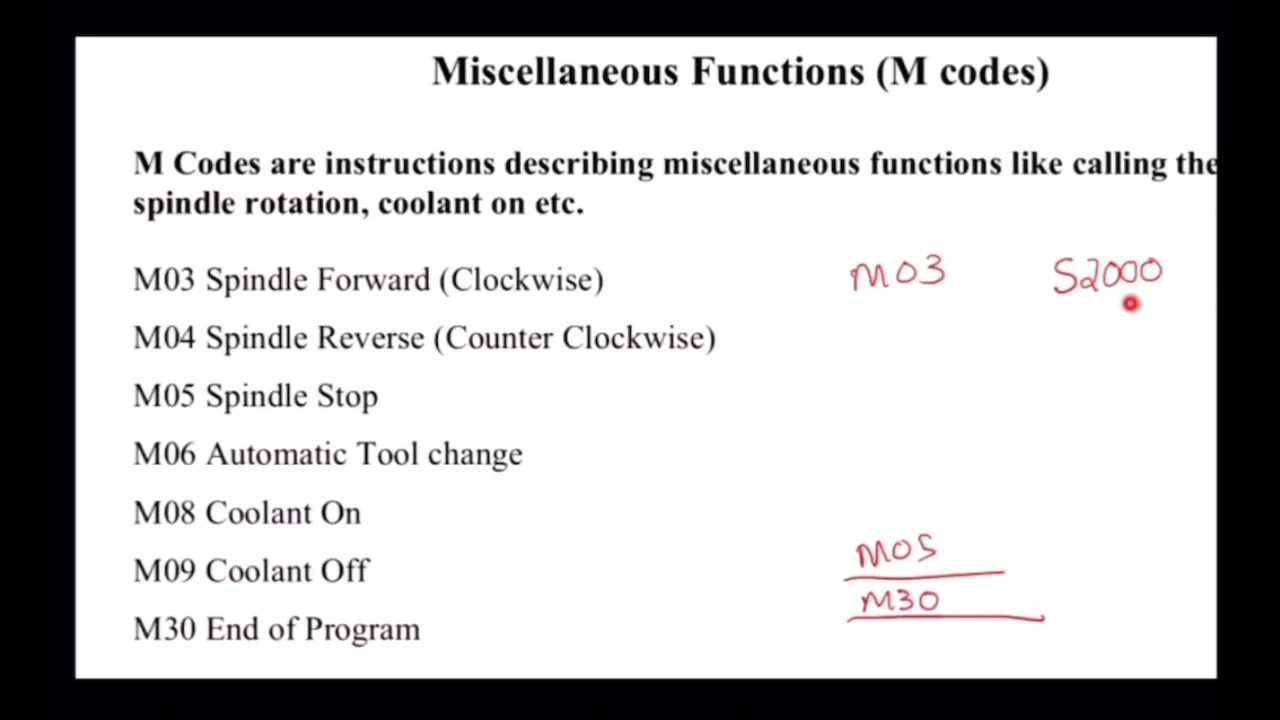 Miscellaneous Functions (M codes)
M Codes are instructions describing miscellaneous functions like calling the
spindle rotation, coolant on etc.
M03 Spindle Forward (Clockwise)
M03 S2000
M04 Spindle Reverse (Counter Clockwise)
M05 Spindle Stop
M06 Automatic Tool change
M08 Coolant On
M05
M09 Coolant Off
M30
M30 End of Program